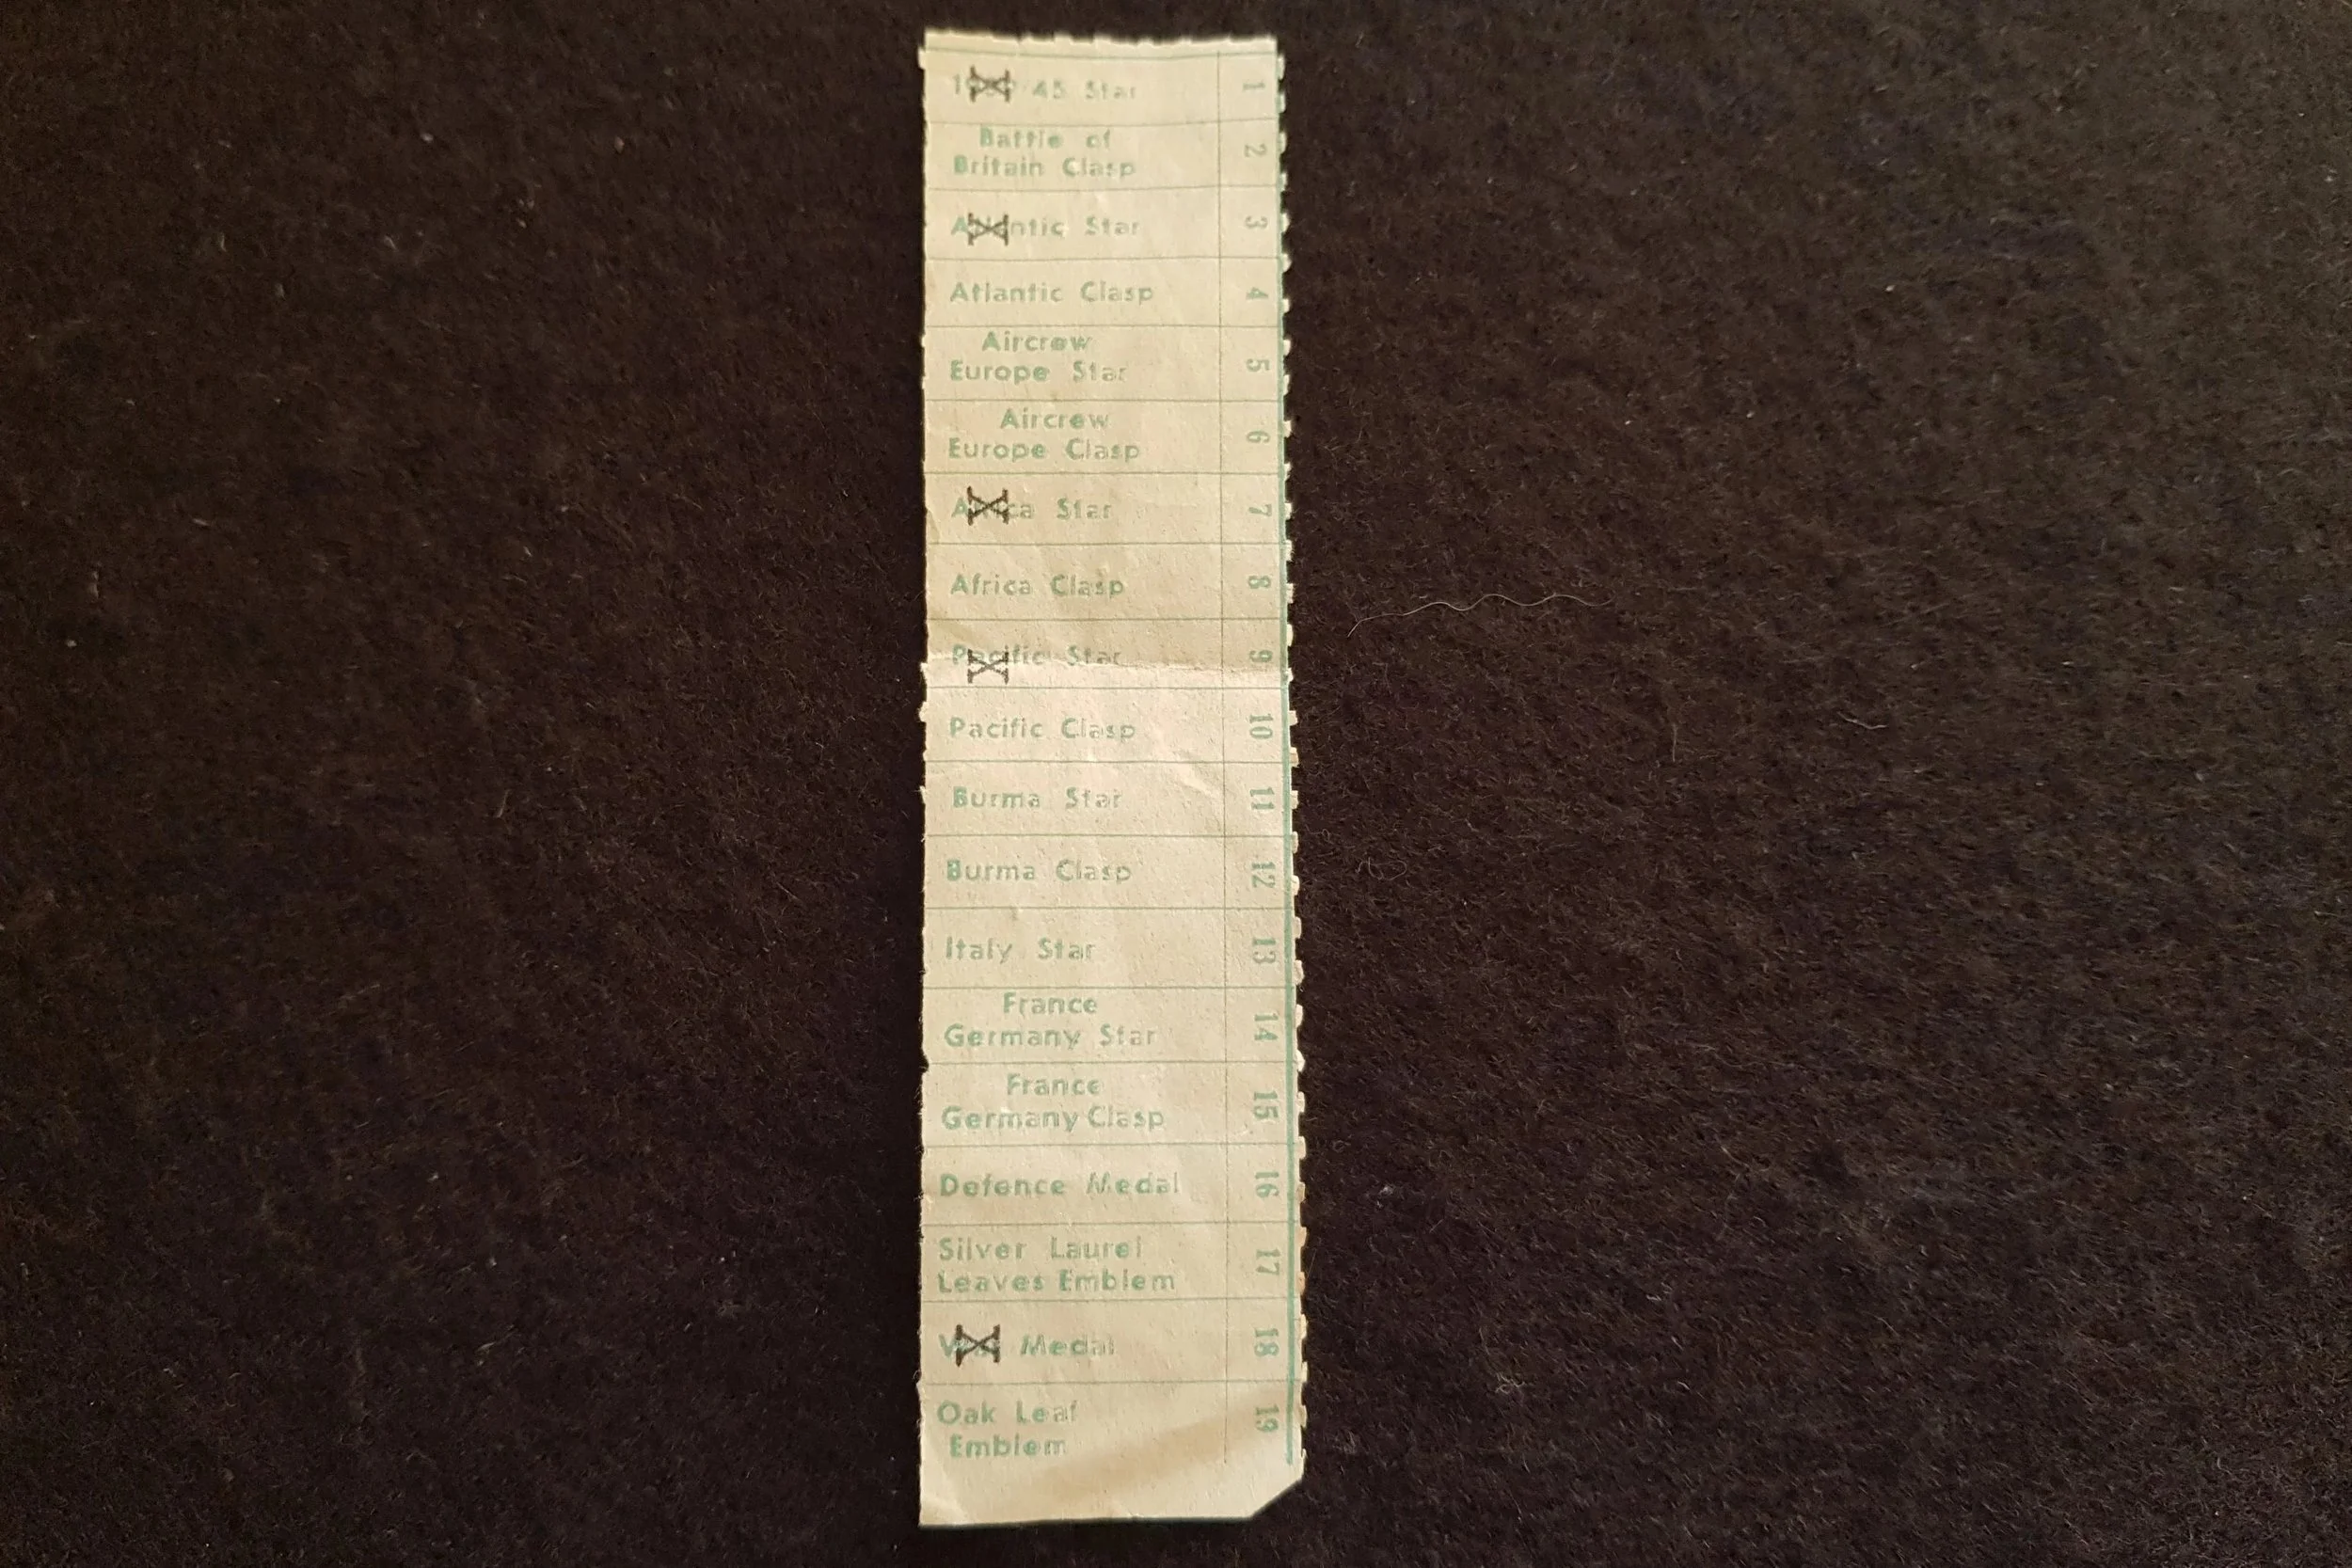 1939 45 Star 1
Battle of
Britain Clasp 2
Atlantic Star 3
Atlantic Clasp 4
Aircrew
Europe Star 5
Aircrew
Europe Clasp 6
Africa Star 7
Africa Clasp 8
Pacific Star 9
Pacific Clasp 10
Burma Star 11
Burma Clasp 12
Italy Star 13
France
Germany Star 14
France
Germany Clasp 15
Defence Medal 16
Silver Laurel
Leaves Emblem 17
War Medal 18
Oak Leaf
Emblem 19